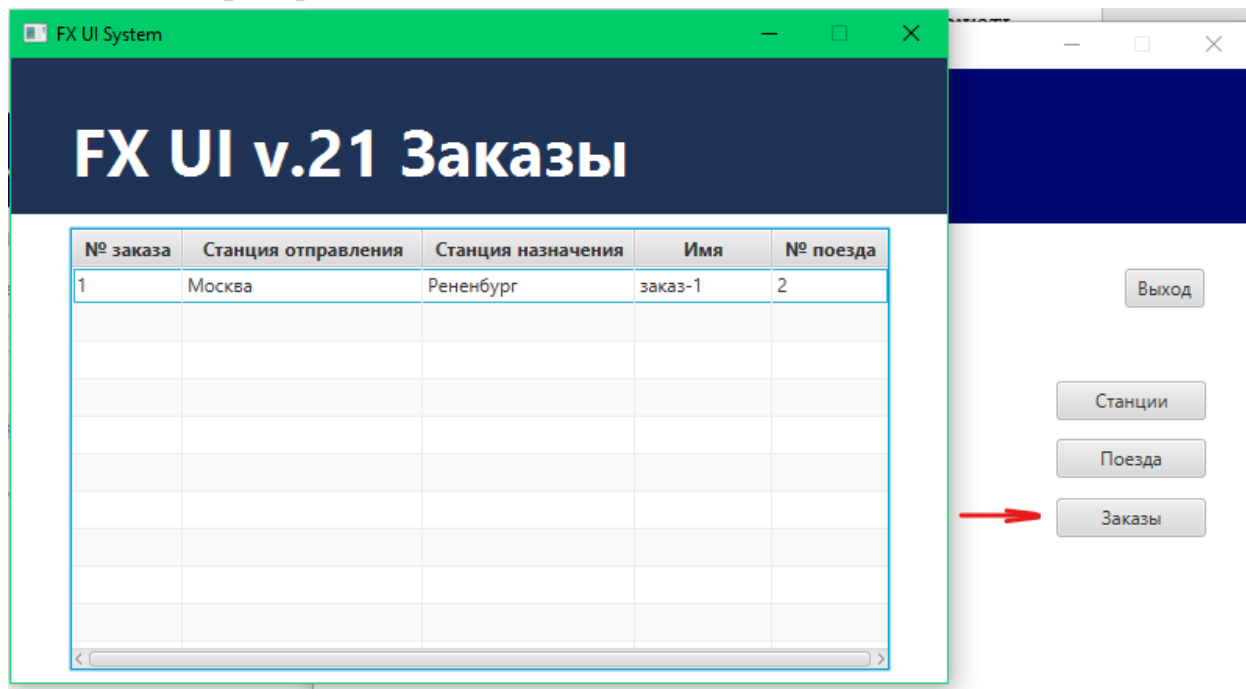 FX UI System
FX UI v.21 Заказы
№ заказа Станция отправления Станция назначения Имя № поезда
1 Москва Рененбург заказ-1 2
Выход
Станции
Поезда
Заказы